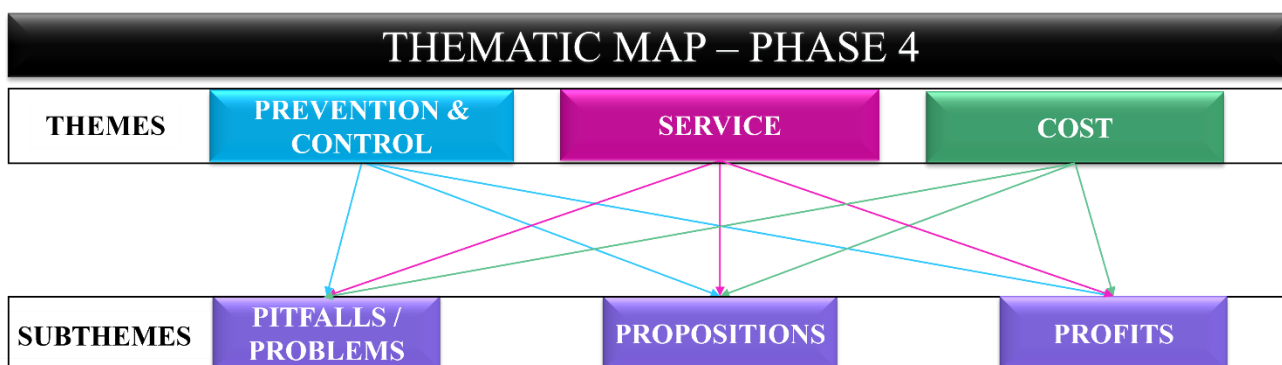 THEMATIC MAP – PHASE 4
THEMES
PREVENTION &
CONTROL
SERVICE
COST
SUBTHEMES
PITFALLS /
PROBLEMS
PROPOSITIONS
PROFITS